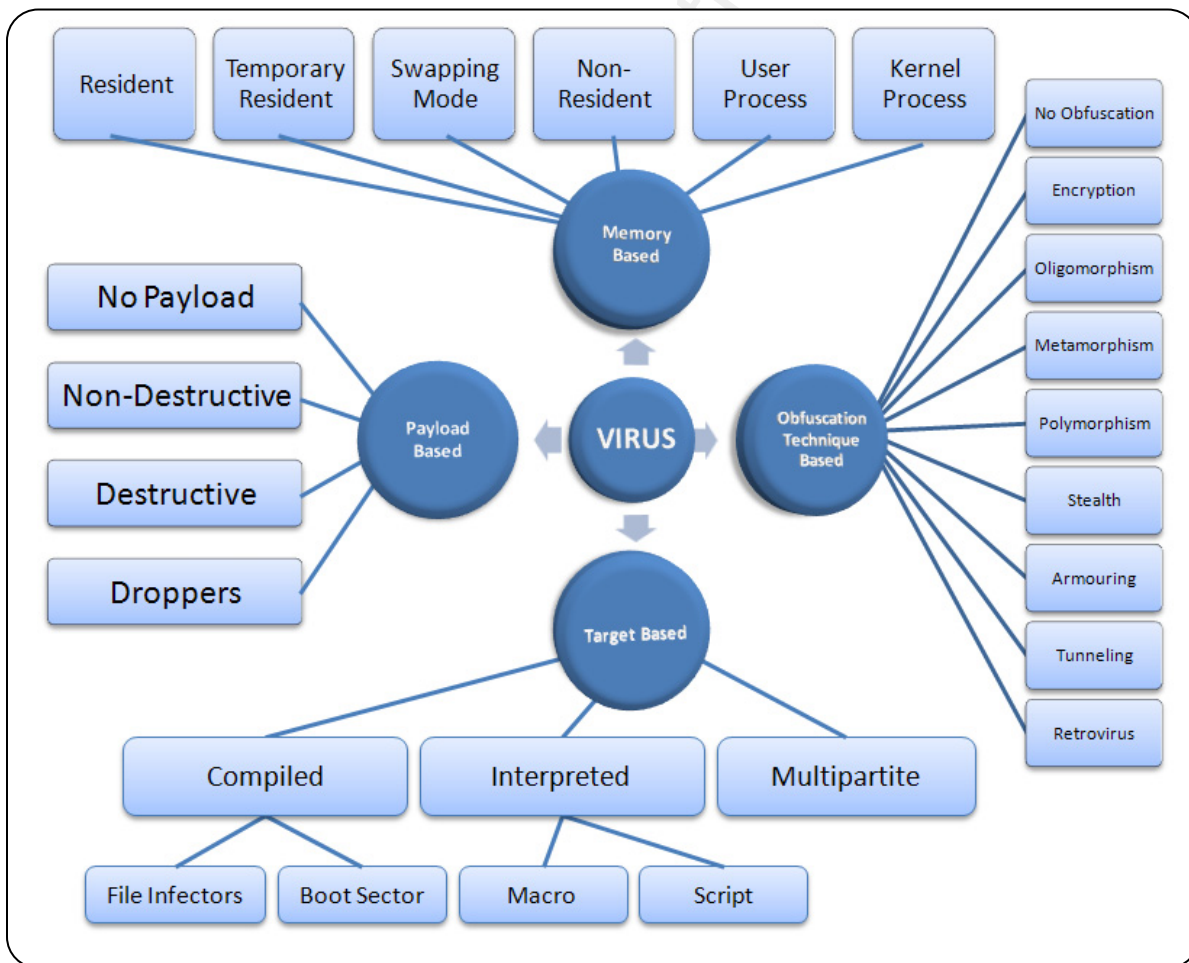 Resident
Temporary
Resident
Swapping
Mode
Non-
Resident
User
Process
Kernel
Process
Memory
Based
No Payload
Non-Destructive
Destructive
Droppers
Payload
Based
VIRUS
Obfuscation
Technique
Based
No Obfuscation
Encryption
Oligomorphism
Metamorphism
Polymorphism
Stealth
Armouring
Tunneling
Retrovirus
Target Based
Compiled
Interpreted
Multipartite
File Infectors
Boot Sector
Macro
Script